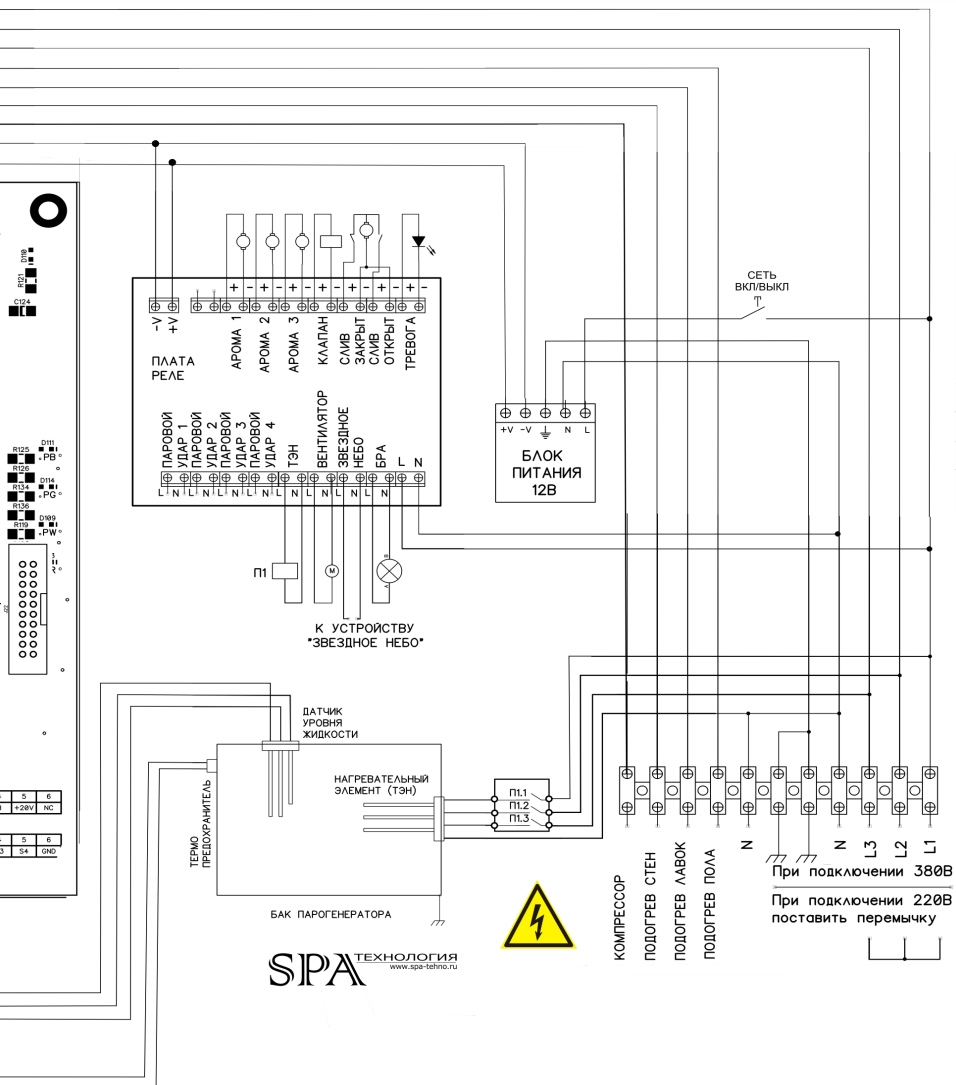 D110
R121
C124
+ - + - + - + - - + - + + -
-V
+V
АРОМА 1
АРОМА 2
АРОМА 3
КЛАПАН
СЛИВ
ЗАКРЫТ
СЛИВ
ОТКРЫТ
ТРЕВОГА
ПЛАТА
РЕЛЕ
СЕТЬ
ВКЛ/ВЫКЛ
+V -V N L
БЛОК
ПИТАНИЯ
12В
ПАРОВОЙ
УДАР 1
ПАРОВОЙ
УДАР 2
ПАРОВОЙ
УДАР 3
ПАРОВОЙ
УДАР 4
ТЭН
ВЕНТИЛЯТОР
ЗВЕЗДНОЕ
НЕБО
БРА
L N
L N L N L N L N L N L N L N L N
R125
D111
PB
R126
R134
D114
PG
R136
R119
D109
PW
J22
П1
M
B
A
К УСТРОЙСТВУ
"ЗВЕЗДНОЕ НЕБО"
ДАТЧИК
УРОВНЯ
ЖИДКОСТИ
НАГРЕВАТЕЛЬНЫЙ
ЭЛЕМЕНТ (ТЭН)
ТЕРМО
ПРЕДОХРАНИТЕЛЬ
П1.1
П1.2
П1.3
5 6
+20V NC
5 6
S4 GND
БАК ПАРОГЕНЕРАТОРА
КОМПРЕССОР
ПОДОГРЕВ СТЕН
ПОДОГРЕВ ЛАВОК
ПОДОГРЕВ ПОЛА
N
N
L3
L2
L1
При подключении 380В
При подключении 220В
поставить перемычку
SPA ТЕХНОЛОГИЯ
www.spa-tehno.ru